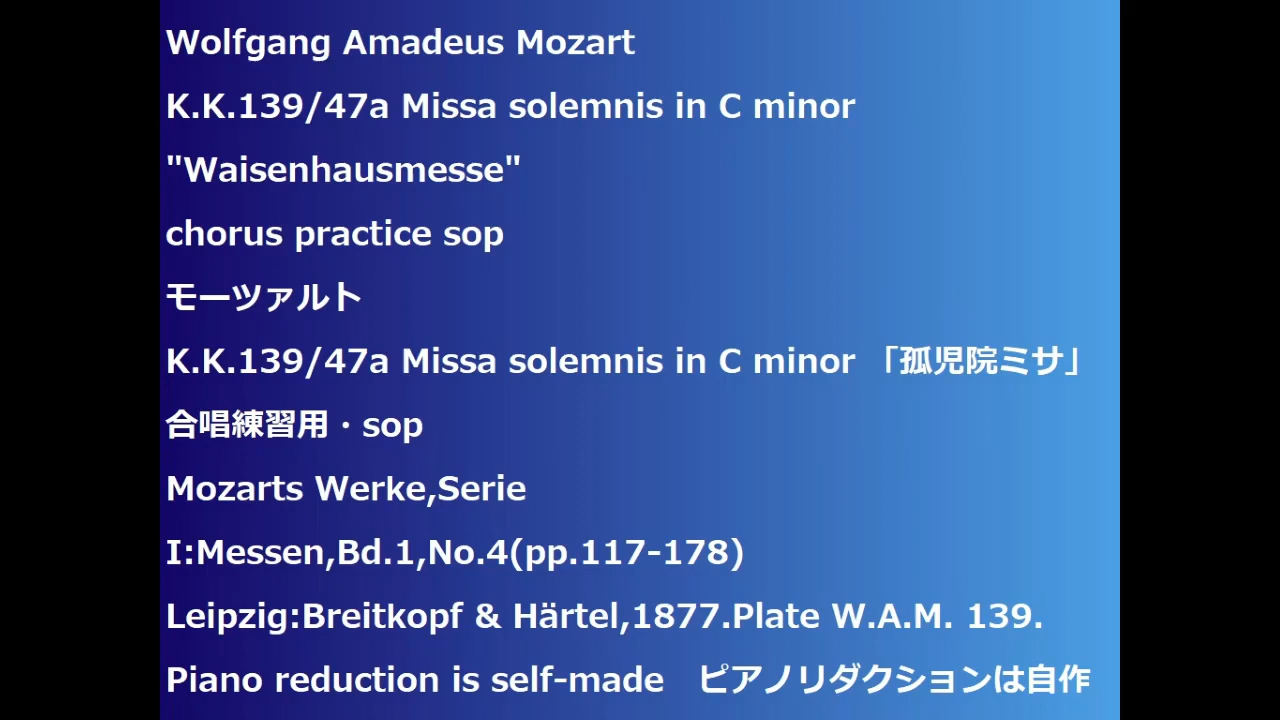 Wolfgang Amadeus Mozart
K.K.139/47a Missa solemnis in C minor
"Waisenhausmesse"
chorus practice sop
モーツァルト
K.K.139/47a Missa solemnis in C minor 「孤児院ミサ」
合唱練習用・sop
Mozarts Werke,Serie
I:Messen,Bd.1,No.4(pp.117-178)
Leipzig:Breitkopf & Härtel,1877.Plate W.A.M. 139.
Piano reduction is self-made　ピアノリダクションは自作